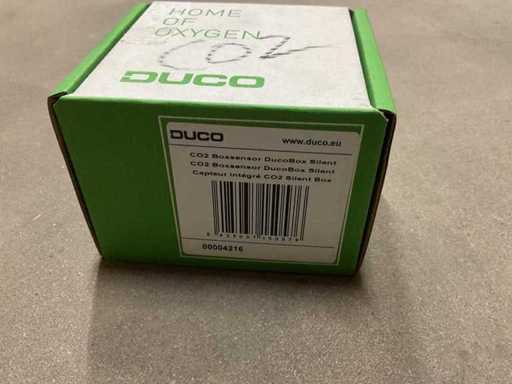 HOME
OF
OXYGEN
CO2
DUCO
DUCO
www.duco.eu
CO2 Boxsensor DucoBox Silent
CO2 Boxsensor DucoBox Silent
Capteur intégré CO2 Silent Box
00004216